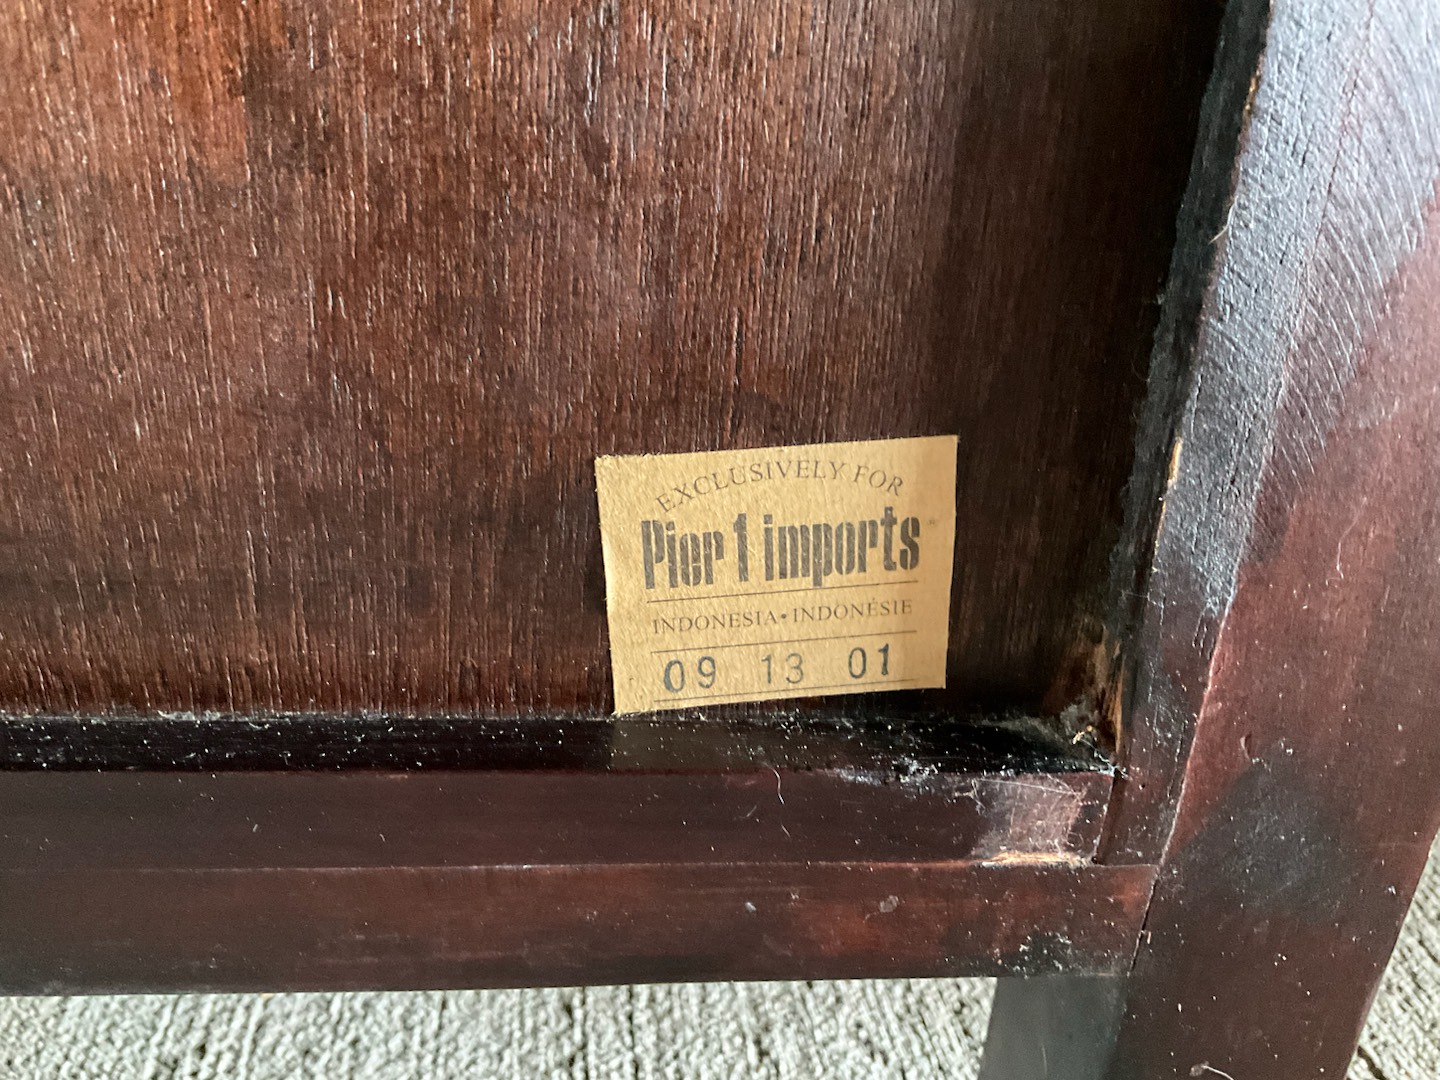 EXCLUSIVELY FOR
Pier 1 imports
INDONESIA • INDONÉSIE
09 13 01